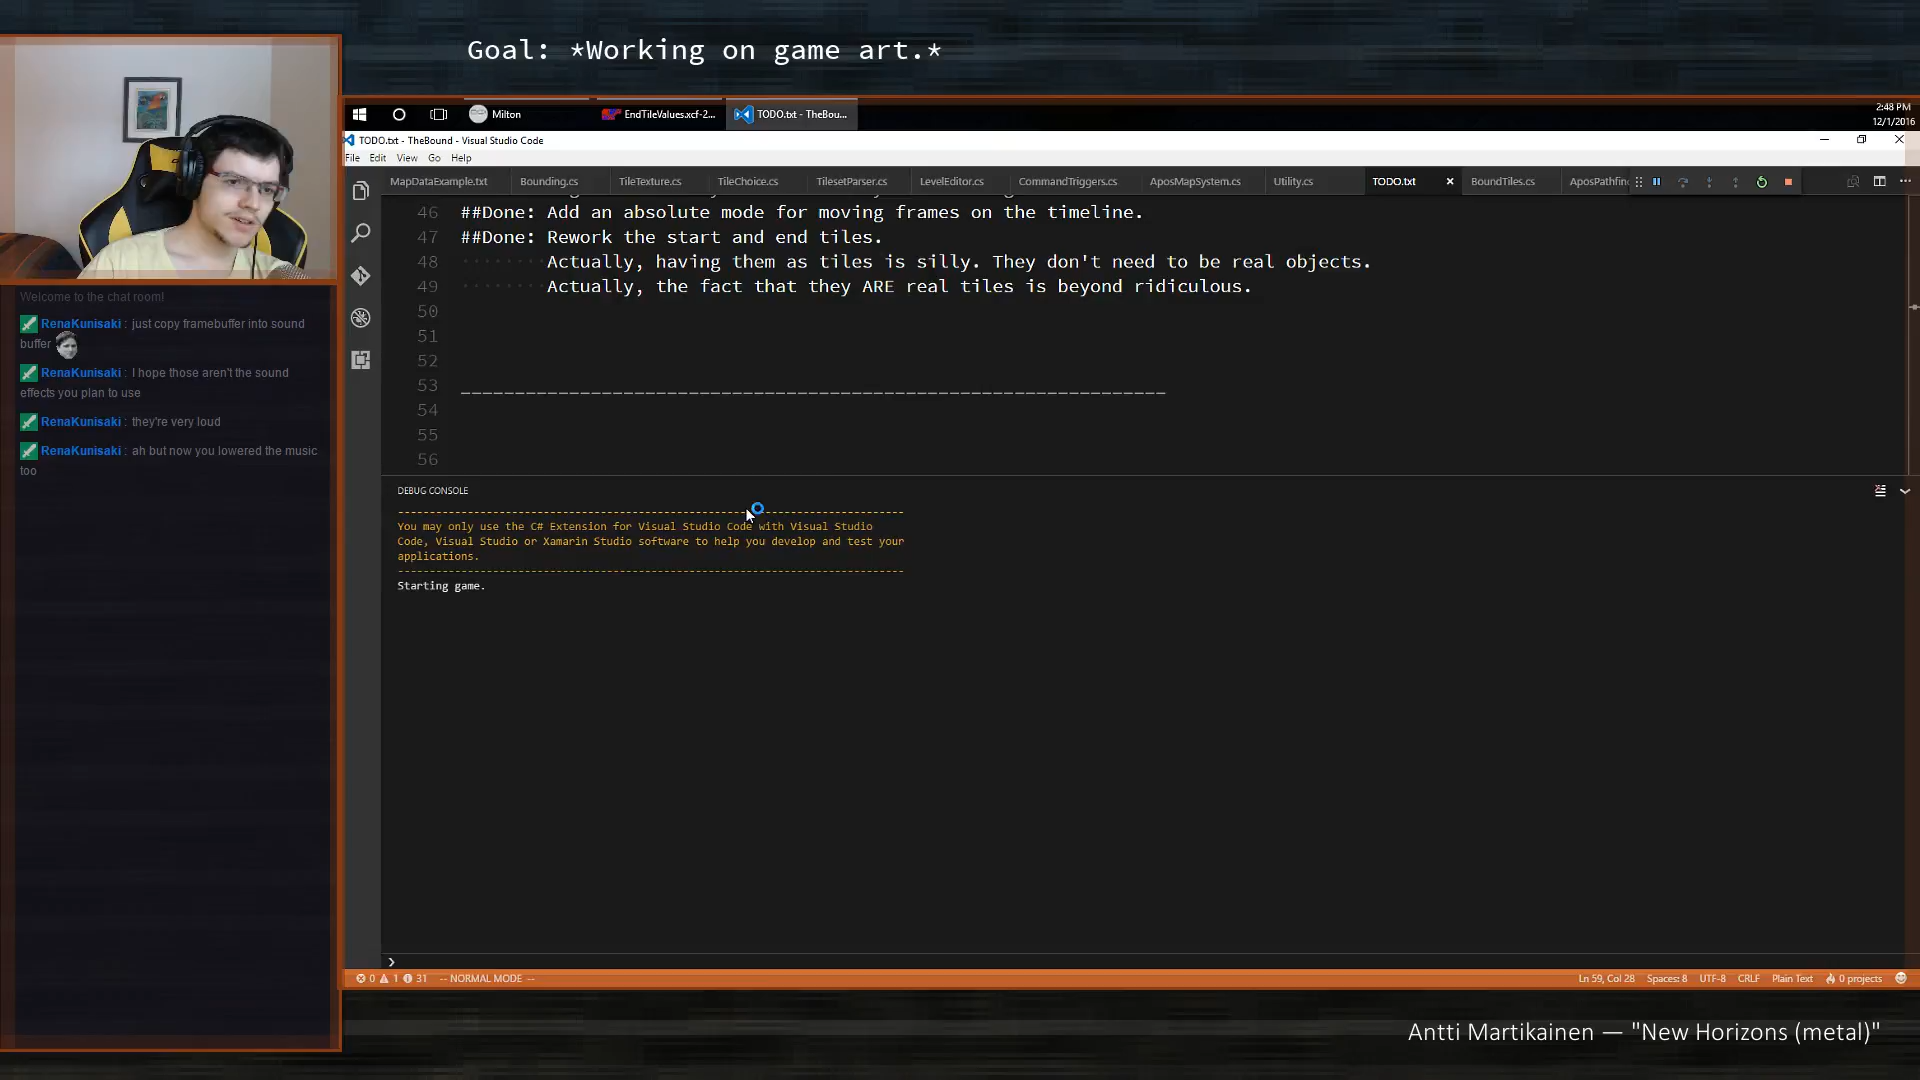 Goal: *Working on game art.*
Milton
EndTileValues.xcf-2...
TODO.txt - TheBou...
2:48 PM
12/1/2016
TODO.txt - TheBound - Visual Studio Code
File Edit View Go Help
MapDataExample.txt Bounding.cs TileTexture.cs TileChoice.cs TilesetParser.cs LevelEditor.cs CommandTriggers.cs AposMapSystem.cs Utility.cs TODO.txt BoundTiles.cs AposPathfin
46 ##Done: Add an absolute mode for moving frames on the timeline.
47 ##Done: Rework the start and end tiles.
48 Actually, having them as tiles is silly. They don't need to be real objects.
49 Actually, the fact that they ARE real tiles is beyond ridiculous.
50
51
52
53 _________________________________________________________________
54
55
56
DEBUG CONSOLE
You may only use the C# Extension for Visual Studio Code with Visual Studio
Code, Visual Studio or Xamarin Studio software to help you develop and test your
applications.
Starting game.
0 1 31 -- NORMAL MODE --
Ln 59, Col 28 Spaces: 8 UTF-8 CRLF Plain Text 0 projects
Welcome to the chat room!
RenaKunisaki : just copy framebuffer into sound
buffer
RenaKunisaki : I hope those aren't the sound
effects you plan to use
RenaKunisaki : they're very loud
RenaKunisaki : ah but now you lowered the music
too
Antti Martikainen — "New Horizons (metal)"